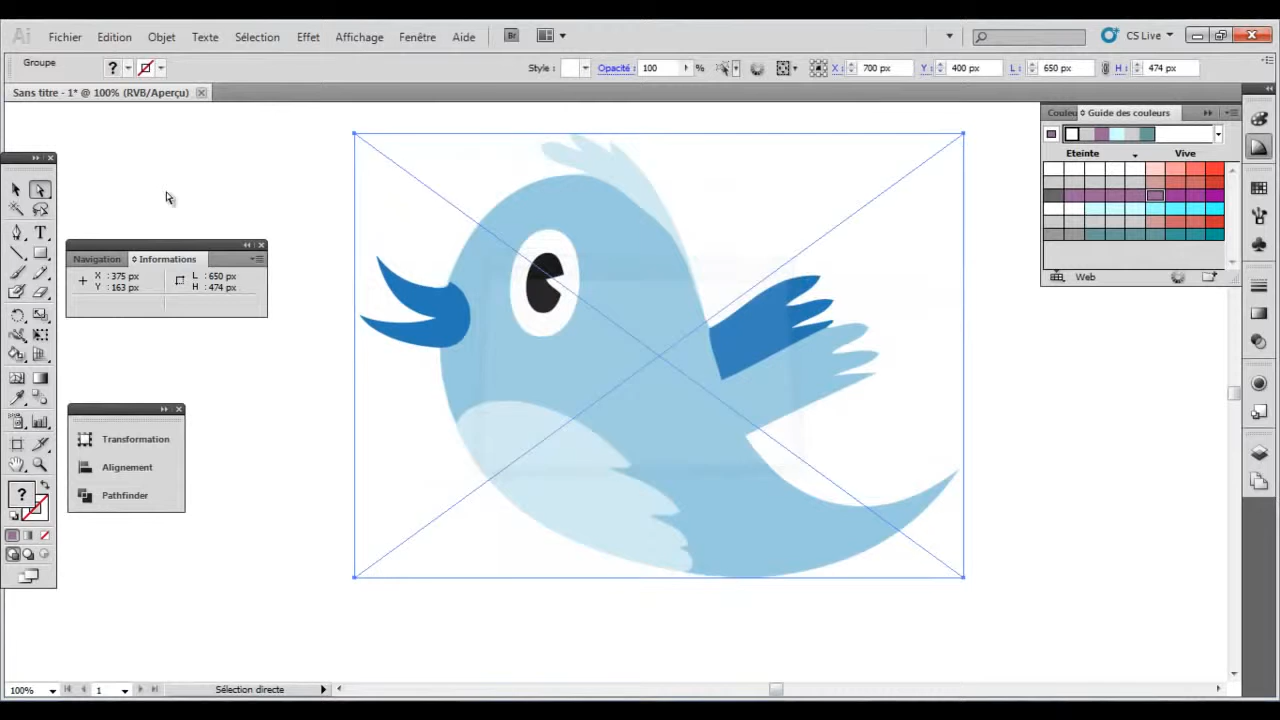 Ai Fichier Edition Objet Texte Sélection Effet Affichage Fenêtre Aide Br CS Live
Groupe ? Style : Opacité : 100 % X : 700 px Y : 400 px L : 650 px H : 474 px
Sans titre - 1* @ 100% (RVB/Aperçu)
Couleu Guide des couleurs
Eteinte Vive
Web
Navigation Informations
X : 375 px L : 650 px
Y : 163 px H : 474 px
Transformation
Alignement
Pathfinder
T
?
100% 1 Sélection directe